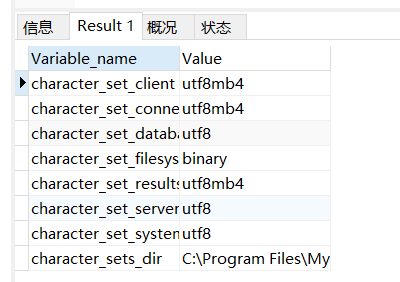 信息 Result 1 概况 状态
Variable_name Value
character_set_client utf8mb4
character_set_conne utf8mb4
character_set_databa utf8
character_set_filesys binary
character_set_results utf8mb4
character_set_server utf8
character_set_system utf8
character_sets_dir C:\Program Files\My